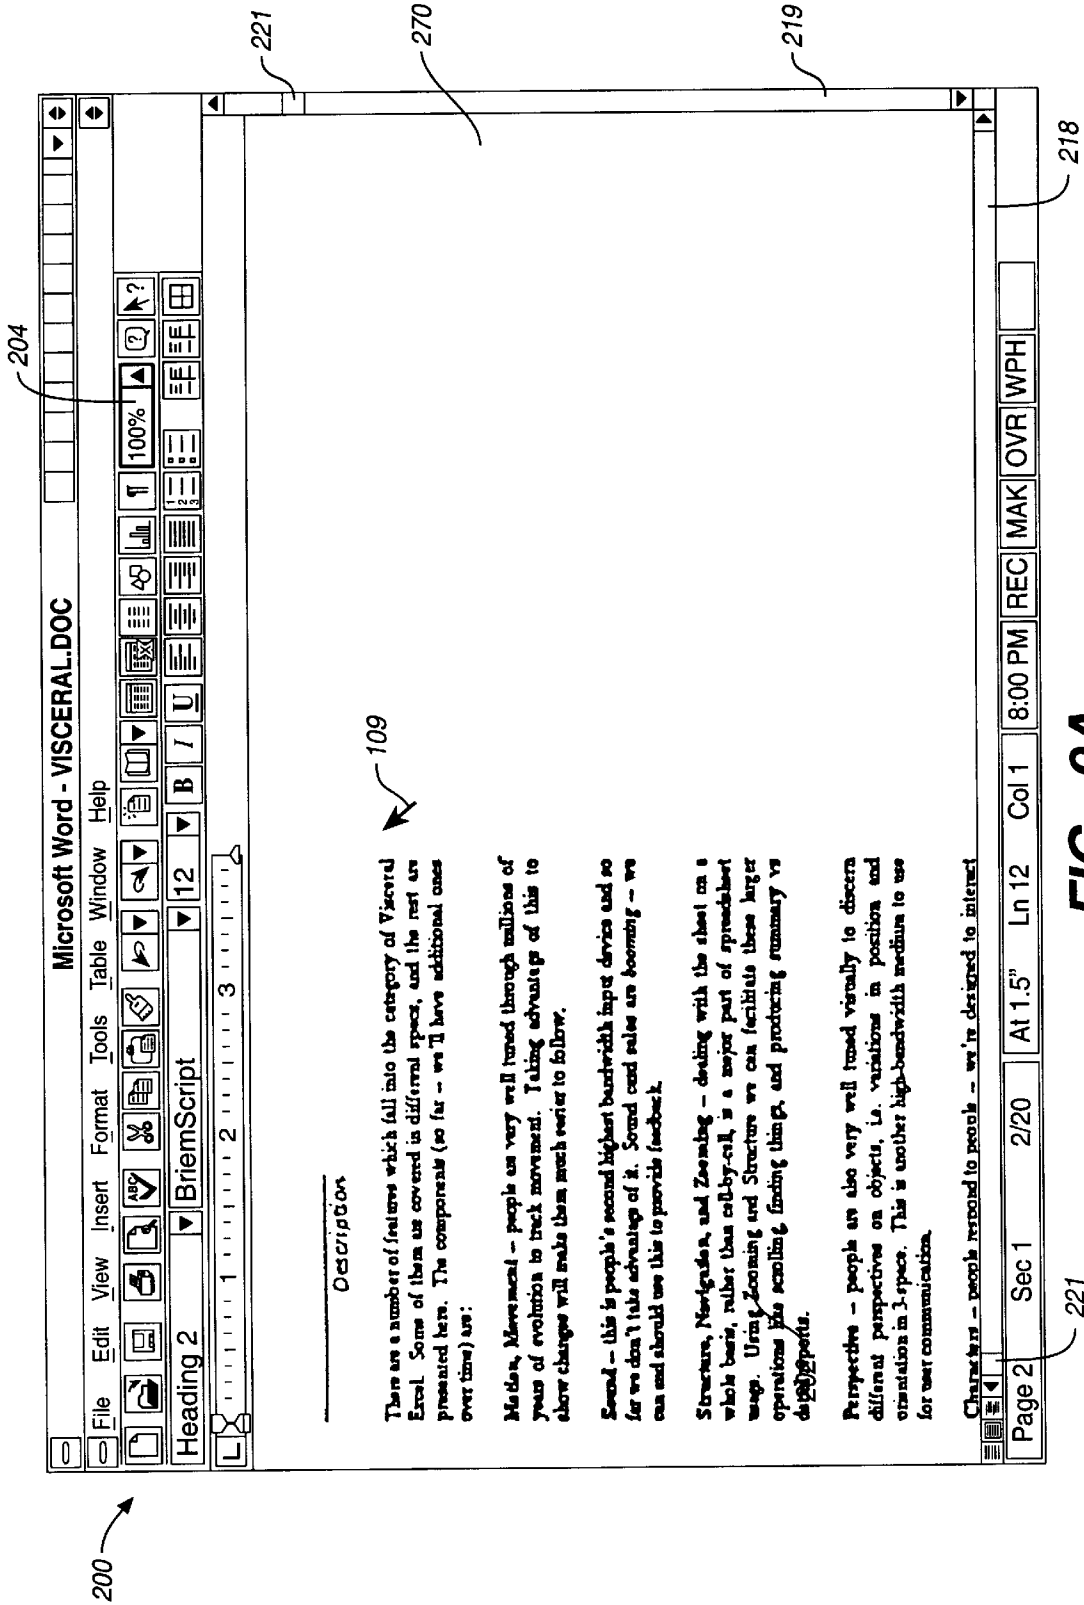 204
221
270
219
218
200
Microsoft Word - VISCERAL.DOC
File Edit View Insert Format Tools Table Window Help
ABC
100%
?
Heading 2
BriemScript
12
B I U
1 2 3
L
1 2 3
109
Description
There are a number of features which fall into the category of Visceral
Excel. Some of them are covered in different specs, and the rest are
presented here. The components (so far -- we'll have additional ones
over time) are:
Motion, Movement -- people are very well tuned through millions of
years of evolution to track movement. Taking advantage of this to
show changes will make them much easier to follow.
Sound -- this is people's second highest bandwidth input device and so
far we don't take advantage of it. Sound card sales are booming -- we
can and should use this to provide feedback.
Structure, Navigation, and Zooming -- dealing with the sheet on a
whole basis, rather than cell-by-cell, is a major part of spreadsheet
usage. Using Zooming and Structure we can facilitate these larger
operations like scrolling, finding things, and producing summary vs
202
Perspective -- people are also very well tuned visually to discern
different perspectives on objects, i.e. variations in position and
orientation in 3-space. This is another high-bandwidth medium to use
for user communication.
Characters -- people respond to people -- we're designed to interact
Page 2 Sec 1 2/20 At 1.5" Ln 12 Col 1 8:00 PM REC MAK OVR WPH
221